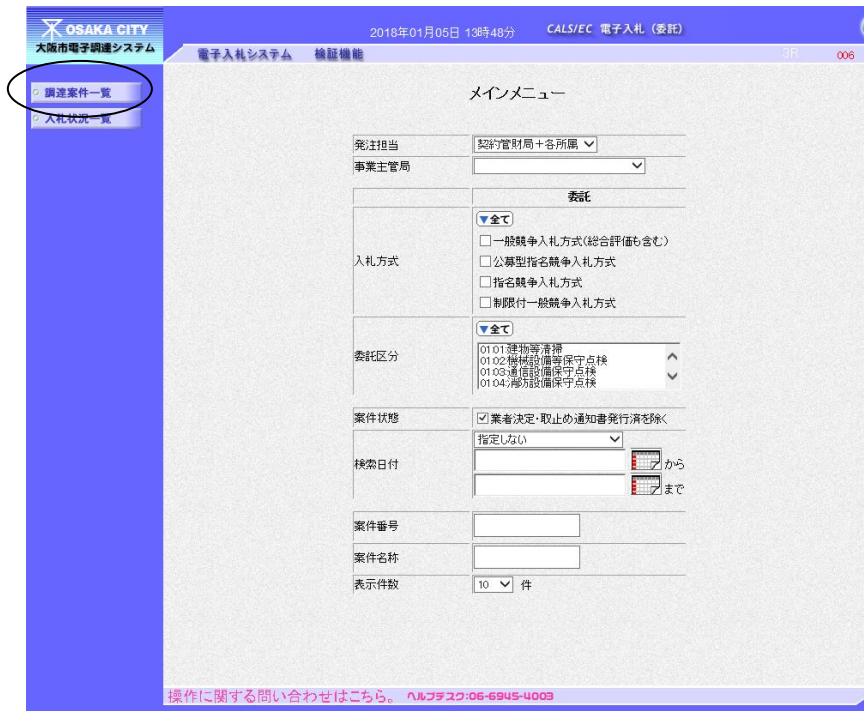 OSAKA CITY
大阪市電子調達システム
2018年01月05日 13時48分
CALS/EC 電子入札（委託）
電子入札システム 検証機能
3R
006
調達案件一覧
入札状況一覧
メインメニュー
発注担当 契約管財局＋各所属
事業主管局
委託
入札方式
▼全て
一般競争入札方式(総合評価も含む)
公募型指名競争入札方式
指名競争入札方式
制限付一般競争入札方式
委託区分
▼全て
0101:建物等清掃
0102:機械設備等保守点検
0103:通信設備保守点検
0104:消防設備保守点検
案件状態 業者決定・取止め通知書発行済を除く
検索日付
指定しない
から
まで
案件番号
案件名称
表示件数 10 件
操作に関する問い合わせはこちら。 ヘルプデスク:06-6945-4003